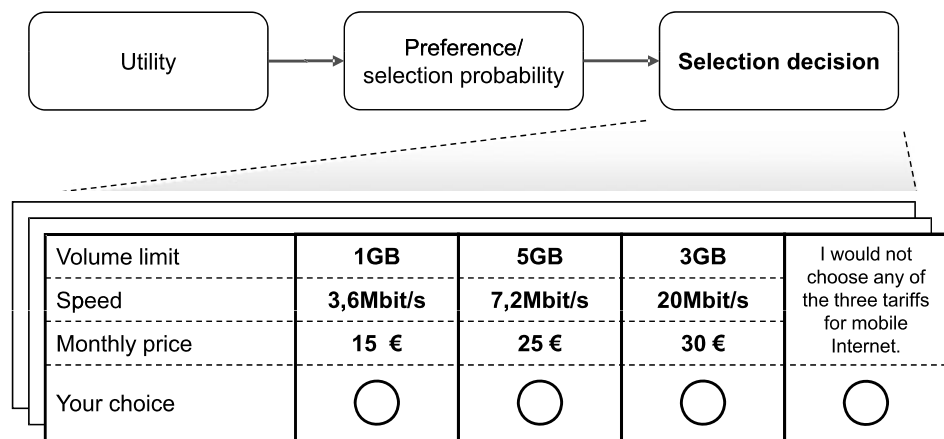 Utility
Preference/
selection probability
Selection decision
Volume limit 1GB 5GB 3GB
Speed 3,6Mbit/s 7,2Mbit/s 20Mbit/s
Monthly price 15 € 25 € 30 €
I would not
choose any of
the three tariffs
for mobile
Internet.
Your choice